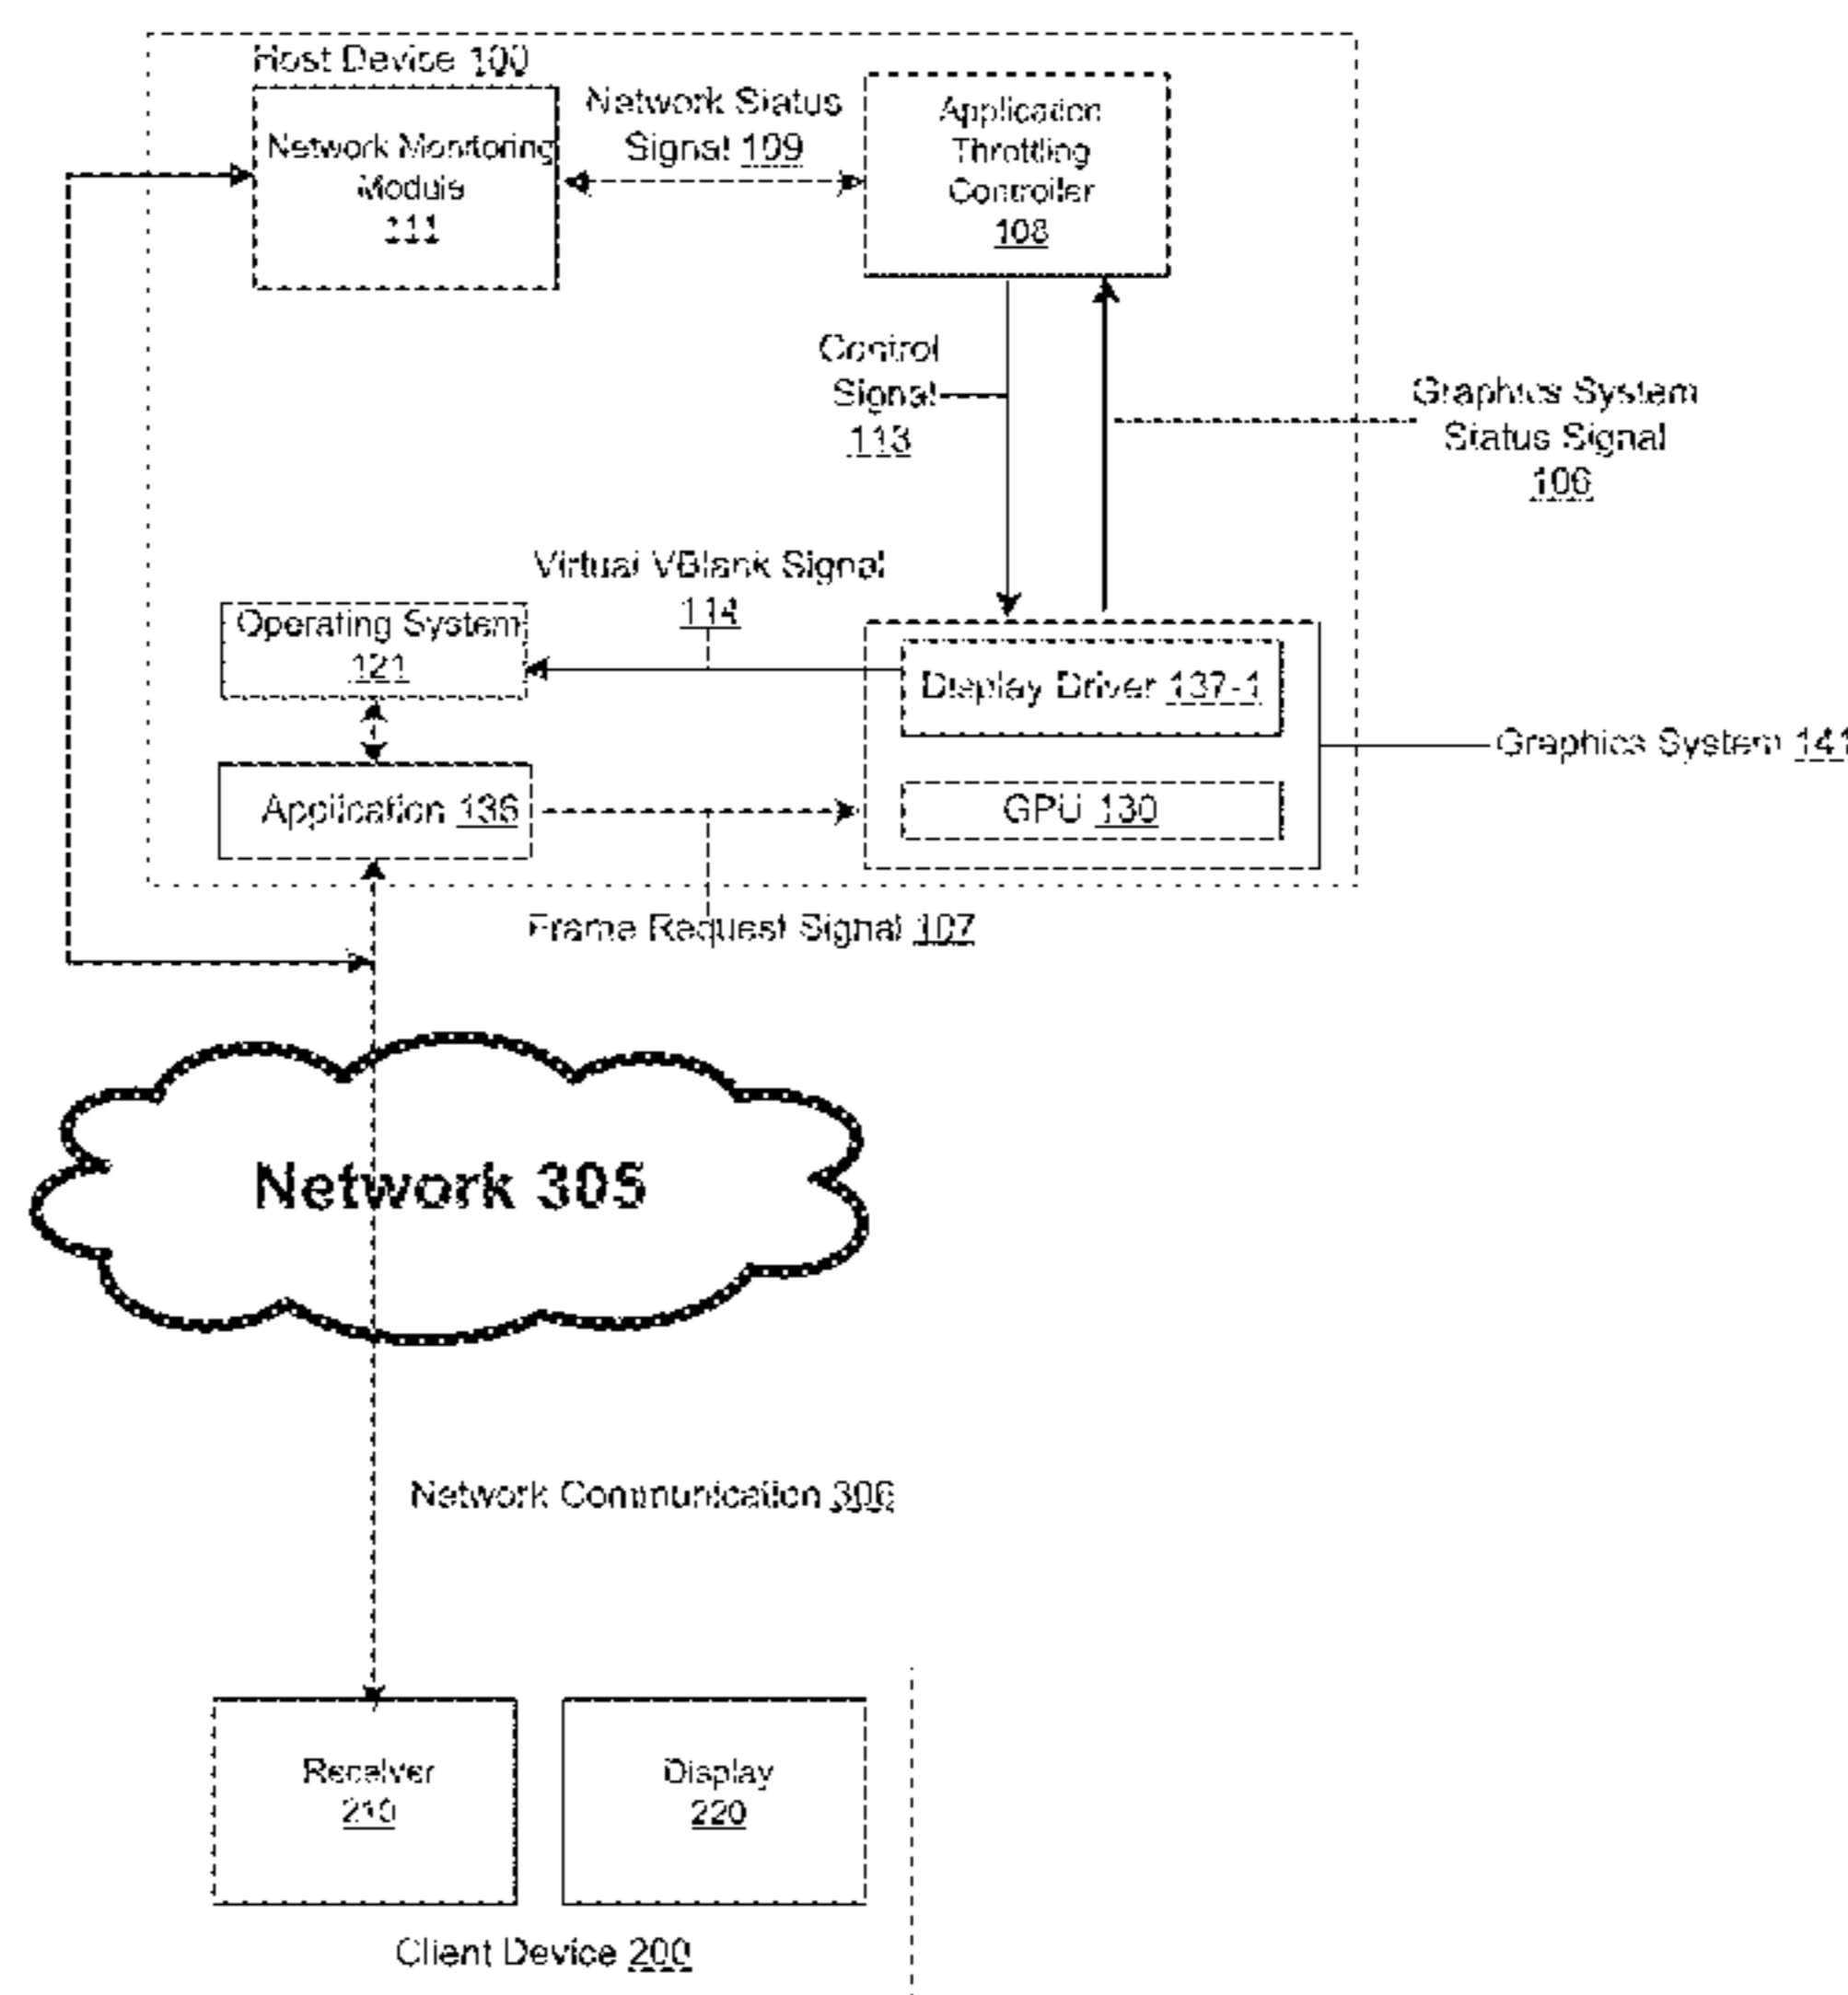 Host Device 100
Network Monitoring
Module
111
Network Status
Signal 109
Application
Throttling
Controller
108
Control
Signal
113
Graphics System
Status Signal
106
Virtual VBlank Signal
114
Operating System
121
Display Driver 137-1
Graphics System 141
Application 136
GPU 130
Frame Request Signal 107
Network 305
Network Communication 306
Receiver
210
Display
220
Client Device 200